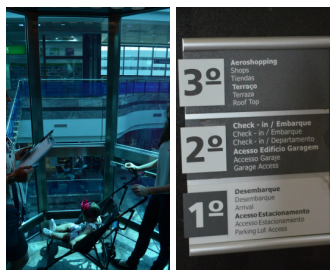 3º
Aeroshopping
Shops
Tiendas
Terraço
Terraza
Roof Top
2º
Check - in / Embarque
Check - in / Embarque
Check - in / Departamento
Acesso Edifício Garagem
Acceso Garaje
Garage Access
1º
Desembarque
Desembarque
Arrival
Acesso Estacionamento
Acceso Estacionamiento
Parking Lot Access